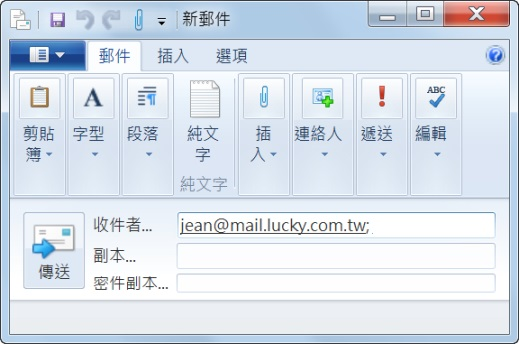 新郵件
郵件 插入 選項
剪貼簿 字型 段落 純文字 插入 連絡人 遞送 ABC 編輯
純文字
收件者... jean@mail.lucky.com.tw;
副本...
傳送
密件副本...